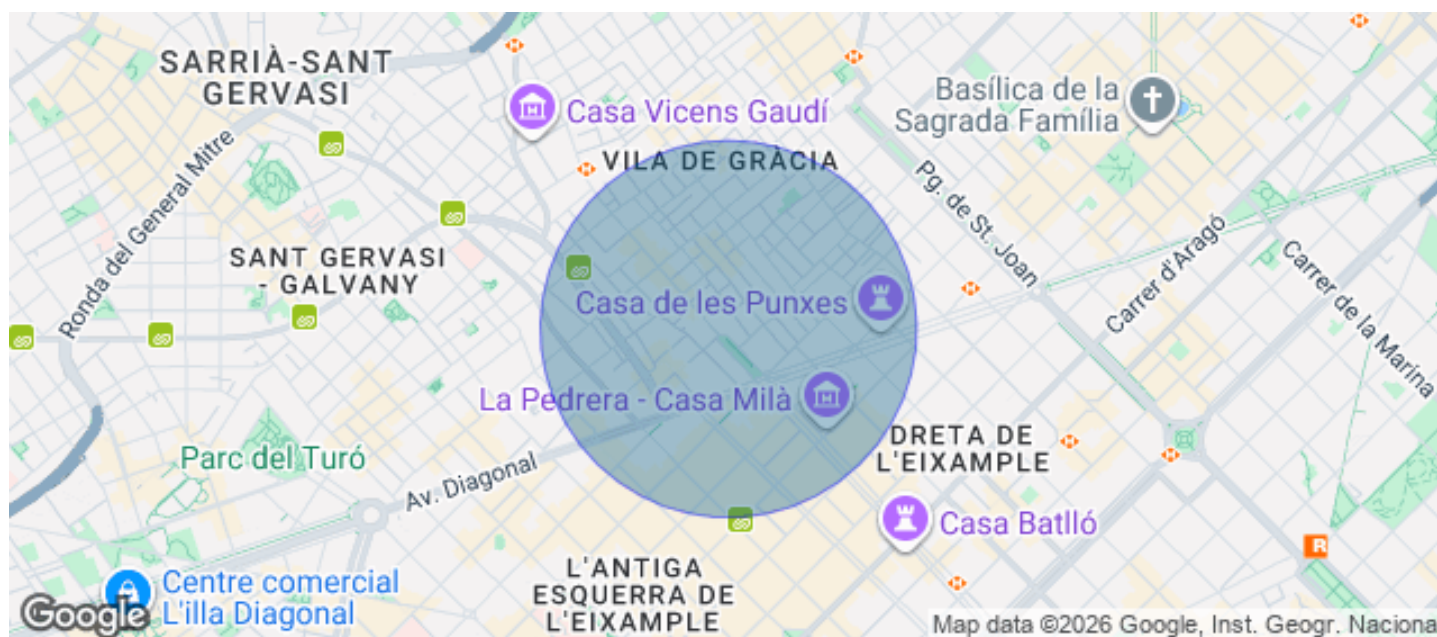 SARRIÀ-SANT
GERVASI
Casa Vicens Gaudí
Basílica de la
Sagrada Família
VILA DE GRÀCIA
Ronda del General Mitre
Pg. de St. Joan
SANT GERVASI
- GALVANY
Carrer d'Aragó
Carrer de la Marina
Casa de les Punxes
La Pedrera - Casa Milà
DRETA DE
L'EIXAMPLE
Parc del Turó
Av. Diagonal
Casa Batlló
R
L'ANTIGA
ESQUERRA DE
L'EIXAMPLE
Centre comercial
L'illa Diagonal
Google
Map data ©2026 Google, Inst. Geogr. Naciona